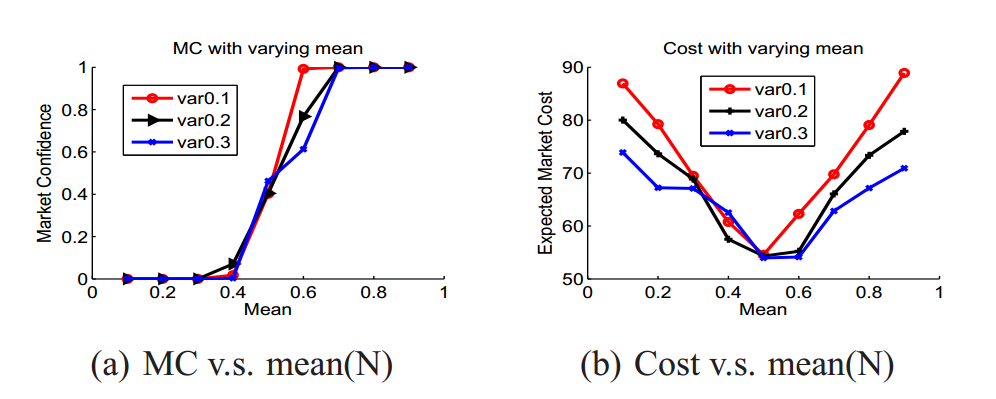 MC with varying mean
Market Confidence
1
0.8
0.6
0.4
0.2
0
var0.1
var0.2
var0.3
0 0.2 0.4 0.6 0.8 1
Mean
(a) MC v.s. mean(N)
Cost with varying mean
Expected Market Cost
90
80
70
60
50
var0.1
var0.2
var0.3
0 0.2 0.4 0.6 0.8 1
Mean
(b) Cost v.s. mean(N)